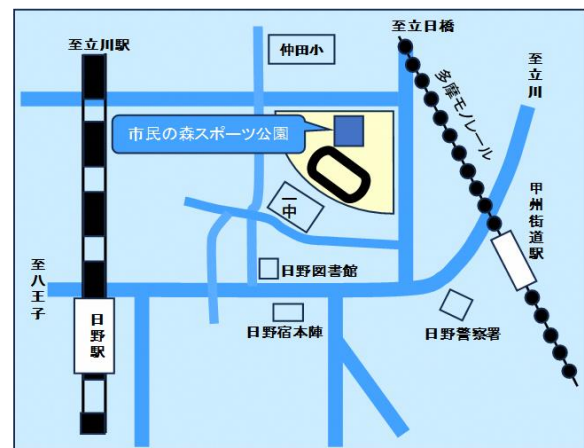 至立川駅
仲田小
至立日橋
至立川
多摩モノレール
市民の森スポーツ公園
一中
甲州街道駅
至八王子
日野図書館
日野駅
日野宿本陣
日野警察署